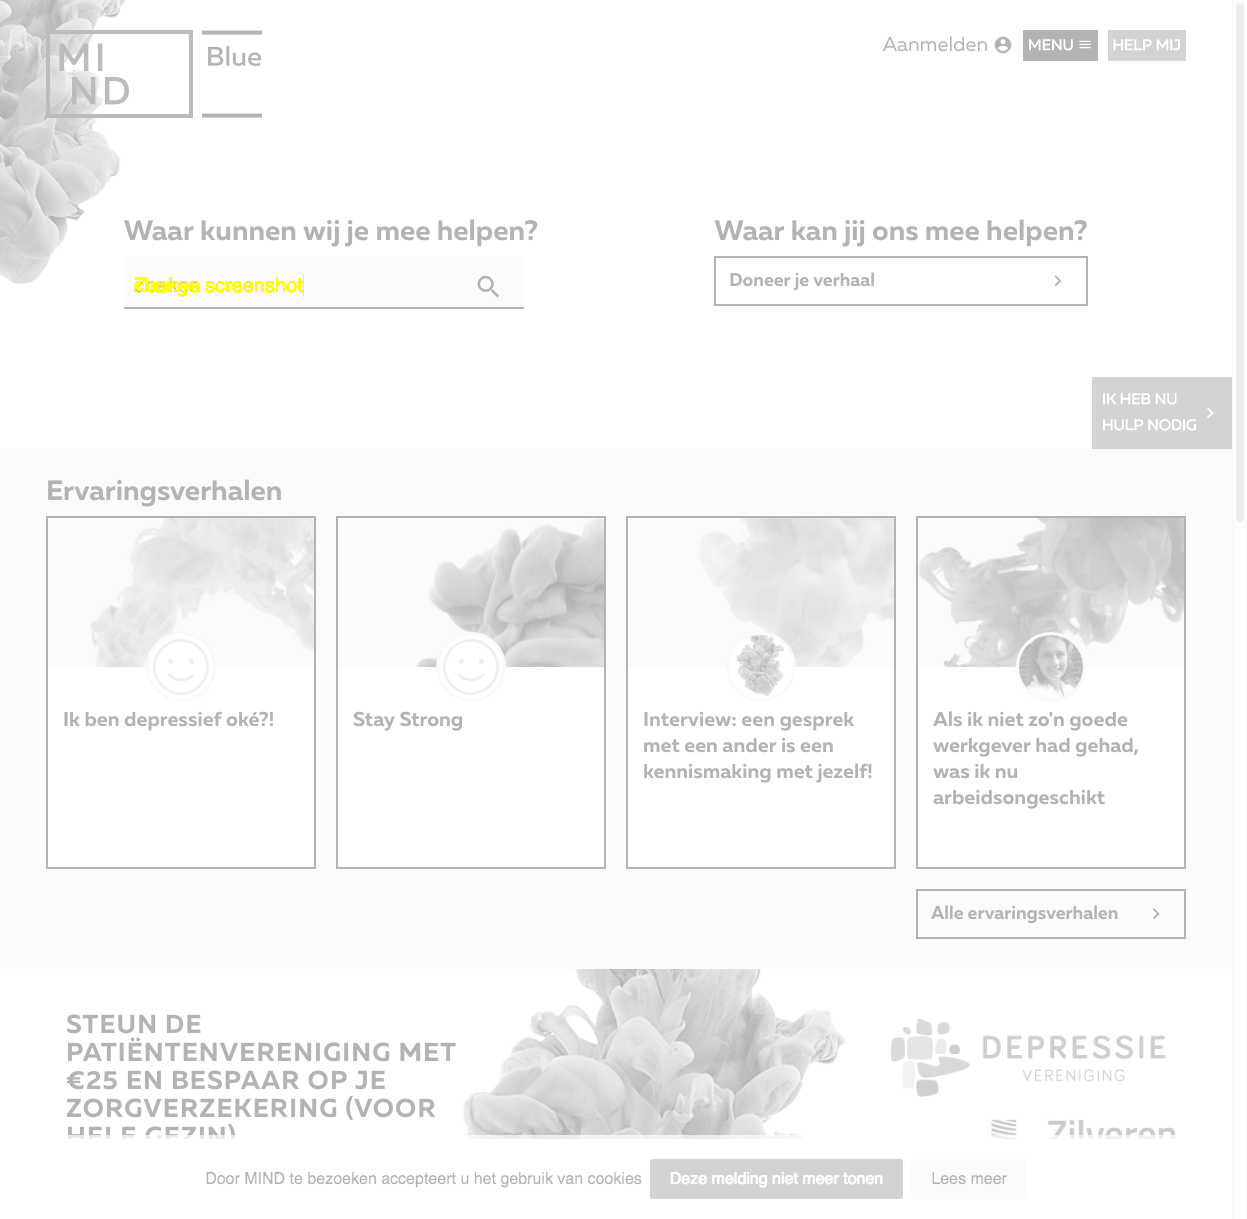 MI
ND
Blue
Aanmelden
MENU
HELP MIJ
Waar kunnen wij je mee helpen?
screenshot
Waar kan jij ons mee helpen?
Doneer je verhaal
IK HEB NU
HULP NODIG
Ervaringsverhalen
Ik ben depressief oké?!
Stay Strong
Interview: een gesprek
met een ander is een
kennismaking met jezelf!
Als ik niet zo'n goede
werkgever had gehad,
was ik nu
arbeidsongeschikt
Alle ervaringsverhalen
STEUN DE
PATIËNTENVERENIGING MET
€25 EN BESPAAR OP JE
ZORGVERZEKERING (VOOR
HELE GEZIN)
DEPRESSIE
VERENIGING
Zilveren
Door MIND te bezoeken accepteert u het gebruik van cookies
Deze melding niet meer tonen
Lees meer